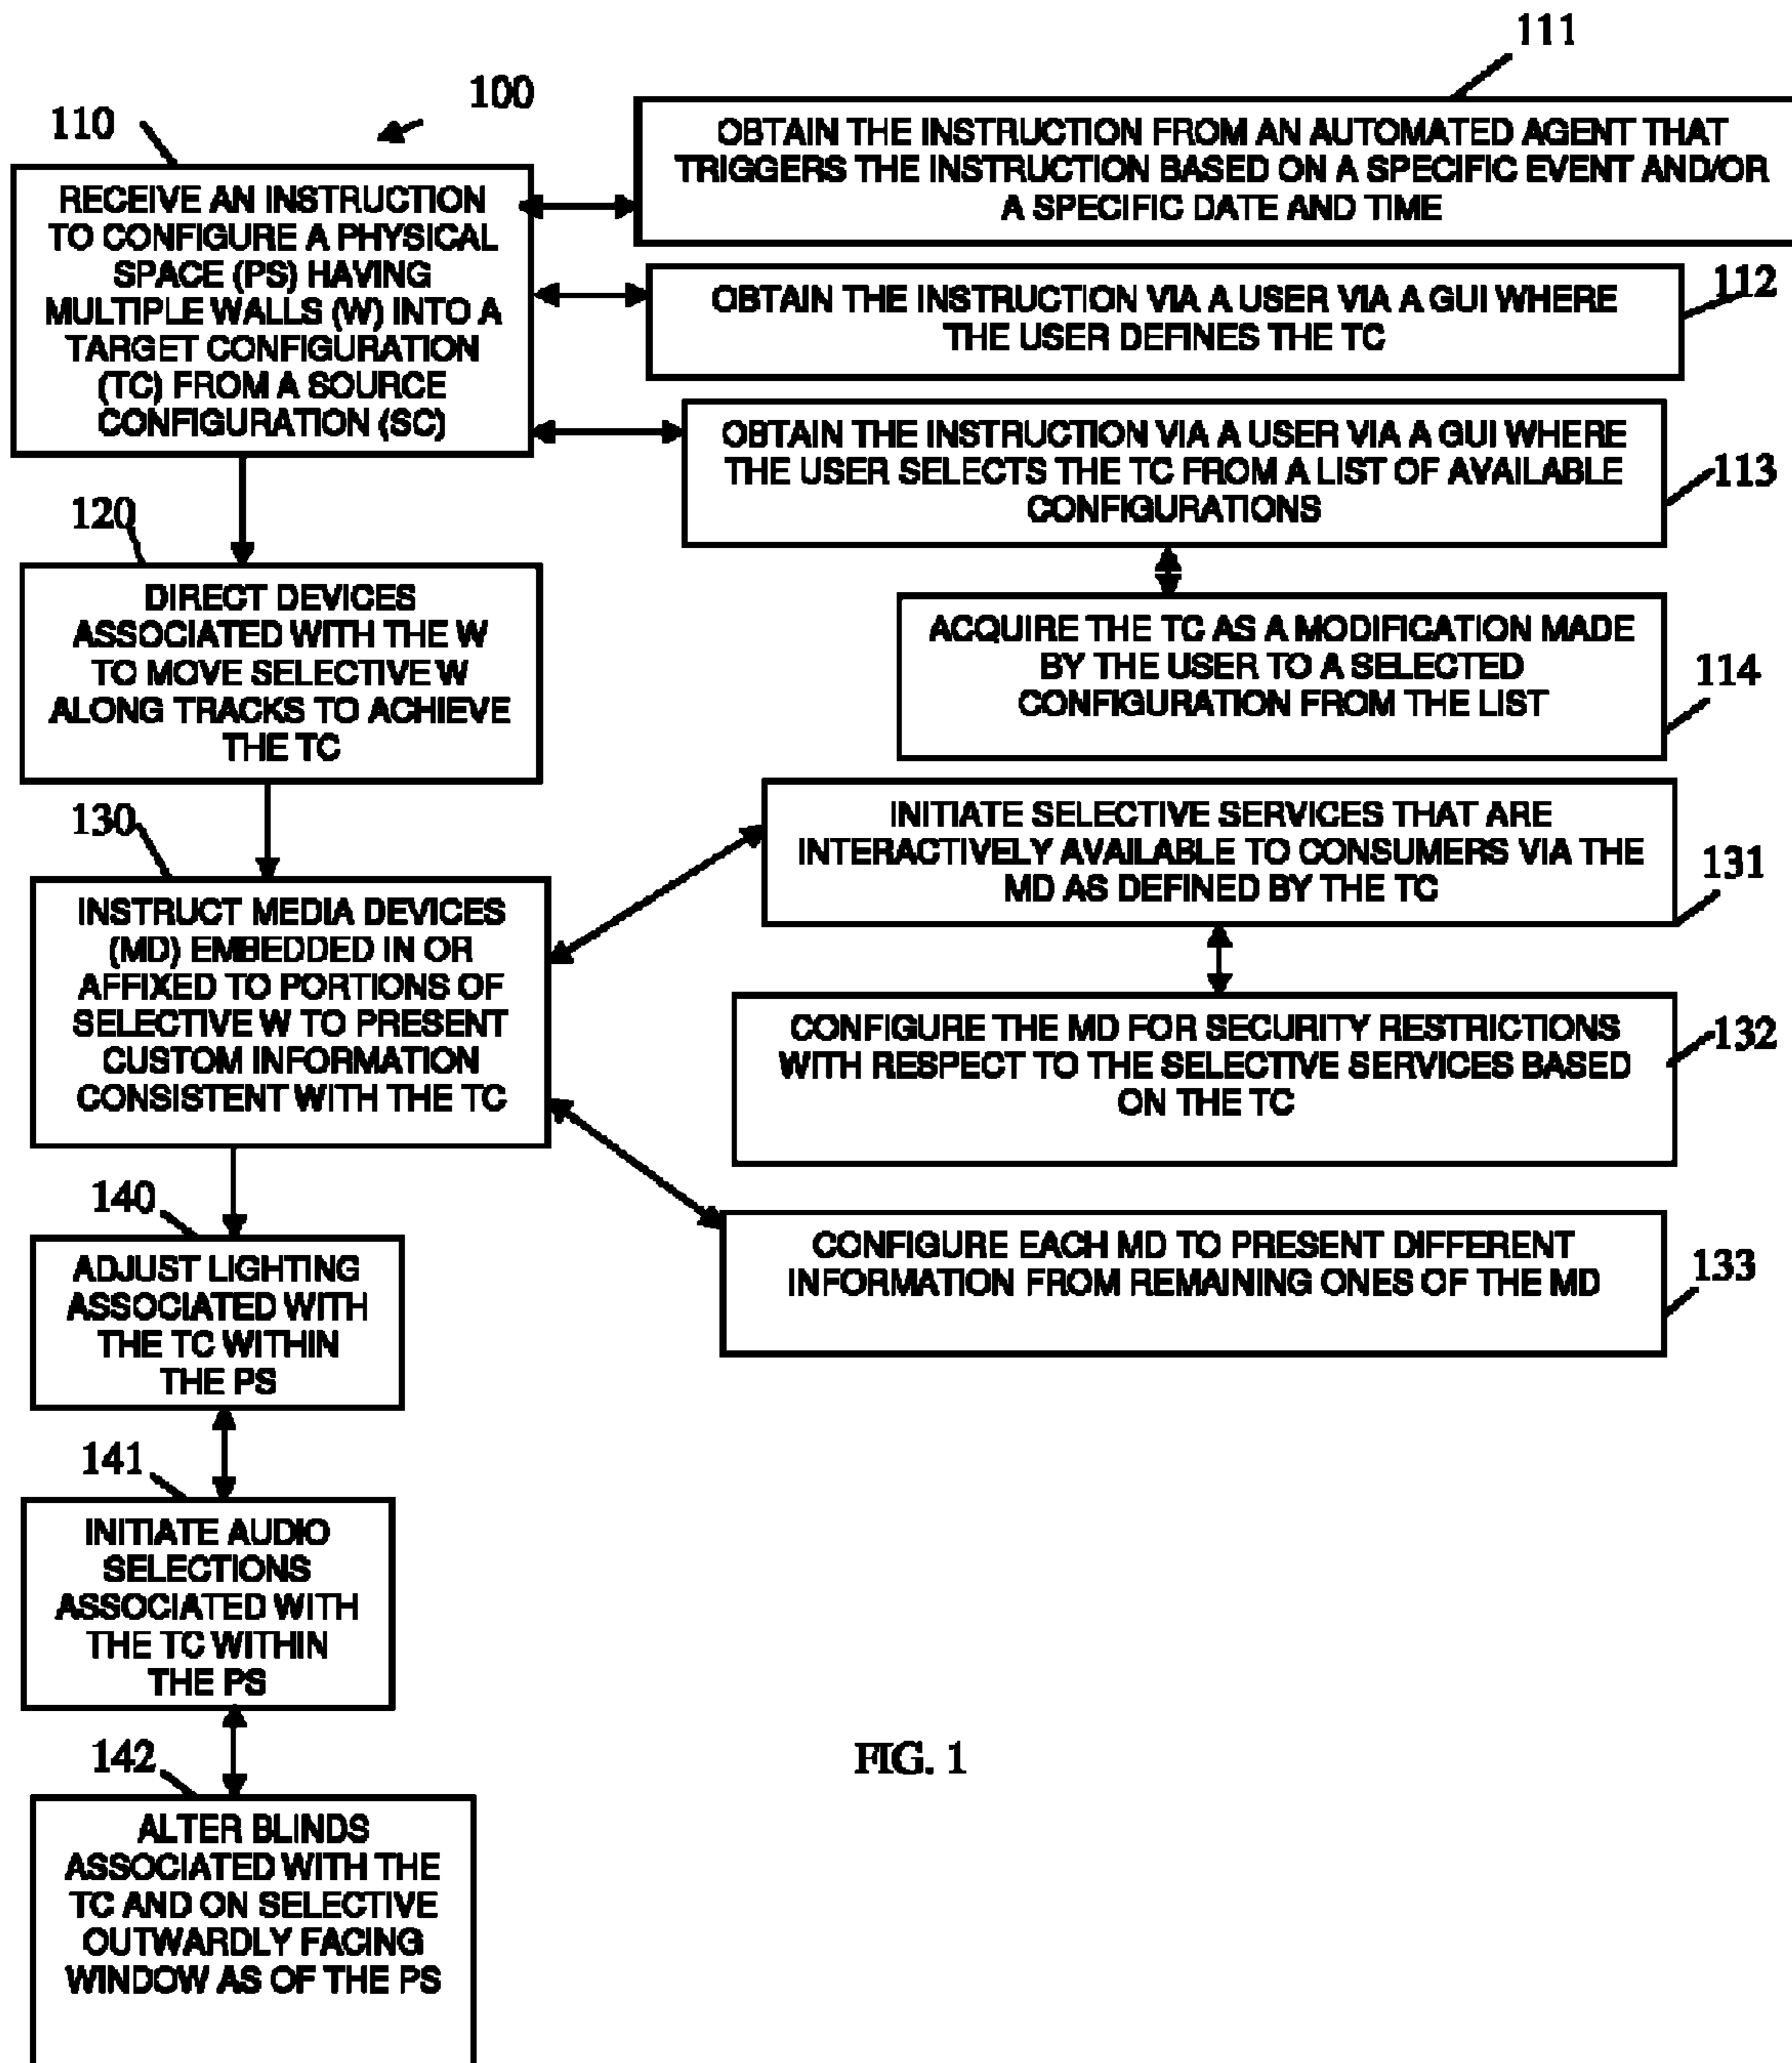 111
100
110
OBTAIN THE INSTRUCTION FROM AN AUTOMATED AGENT THAT
TRIGGERS THE INSTRUCTION BASED ON A SPECIFIC EVENT AND/OR
A SPECIFIC DATE AND TIME
RECEIVE AN INSTRUCTION
TO CONFIGURE A PHYSICAL
SPACE (PS) HAVING
MULTIPLE WALLS (W) INTO A
TARGET CONFIGURATION
(TC) FROM A SOURCE
CONFIGURATION (SC)
112
OBTAIN THE INSTRUCTION VIA A USER VIA A GUI WHERE
THE USER DEFINES THE TC
OBTAIN THE INSTRUCTION VIA A USER VIA A GUI WHERE
THE USER SELECTS THE TC FROM A LIST OF AVAILABLE
CONFIGURATIONS
113
120
DIRECT DEVICES
ASSOCIATED WITH THE W
TO MOVE SELECTIVE W
ALONG TRACKS TO ACHIEVE
THE TC
ACQUIRE THE TC AS A MODIFICATION MADE
BY THE USER TO A SELECTED
CONFIGURATION FROM THE LIST
114
130
INSTRUCT MEDIA DEVICES
(MD) EMBEDDED IN OR
AFFIXED TO PORTIONS OF
SELECTIVE W TO PRESENT
CUSTOM INFORMATION
CONSISTENT WITH THE TC
INITIATE SELECTIVE SERVICES THAT ARE
INTERACTIVELY AVAILABLE TO CONSUMERS VIA THE
MD AS DEFINED BY THE TC
131
CONFIGURE THE MD FOR SECURITY RESTRICTIONS
WITH RESPECT TO THE SELECTIVE SERVICES BASED
ON THE TC
132
140
ADJUST LIGHTING
ASSOCIATED WITH
THE TC WITHIN
THE PS
CONFIGURE EACH MD TO PRESENT DIFFERENT
INFORMATION FROM REMAINING ONES OF THE MD
133
141
INITIATE AUDIO
SELECTIONS
ASSOCIATED WITH
THE TC WITHIN
THE PS
142
ALTER BLINDS
ASSOCIATED WITH THE
TC AND ON SELECTIVE
OUTWARDLY FACING
WINDOW AS OF THE PS
FIG. 1